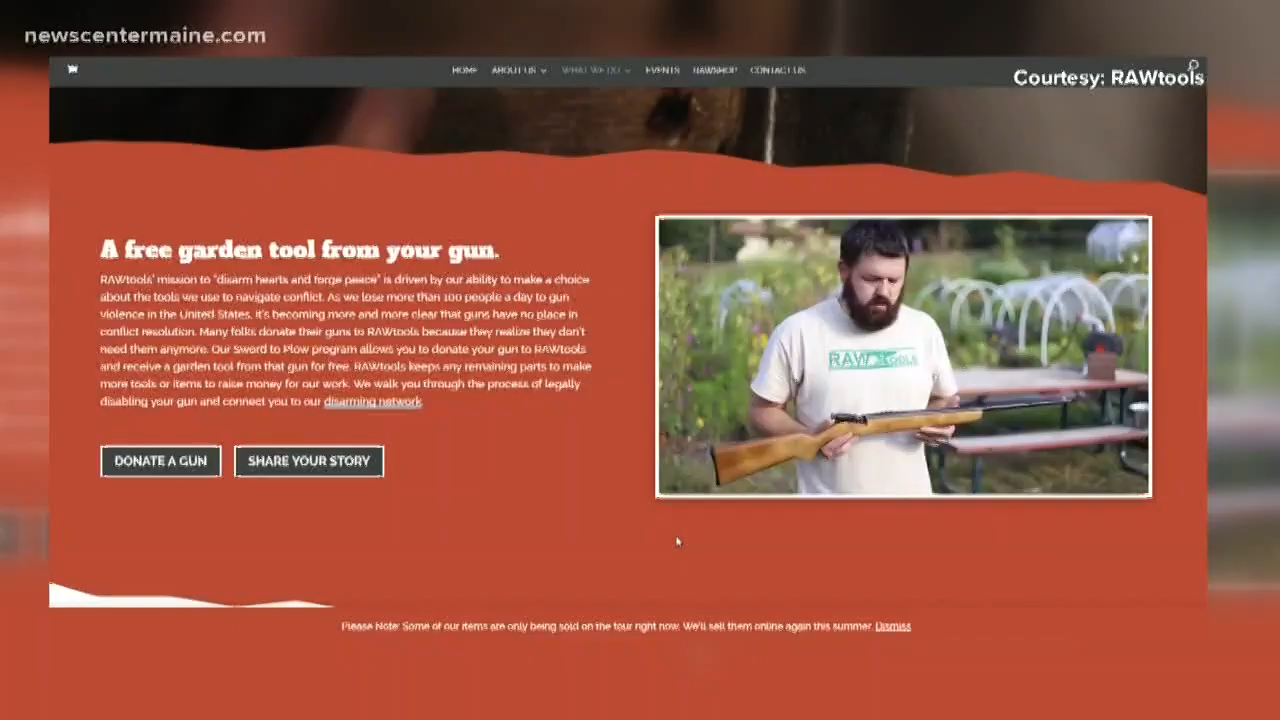 newscentermaine.com
HOME ABOUT US WHAT WE DO EVENTS RAWSHOP CONTACT US
Courtesy: RAWtools
A free garden tool from your gun.
RAWtools' mission to "disarm hearts and forge peace" is driven by our ability to make a choice
about the tools we use to navigate conflict. As we lose more than 100 people a day to gun
violence in the United States, it's becoming more and more clear that guns have no place in
conflict resolution. Many folks donate their guns to RAWtools because they realize they don't
need them anymore. Our Sword to Plow program allows you to donate your gun to RAWtools
and receive a garden tool from that gun for free. RAWtools keeps any remaining parts to make
more tools or items to raise money for our work. We walk you through the process of legally
disabling your gun and connect you to our disarming network.
DONATE A GUN SHARE YOUR STORY
RAW TOOLS
Please Note: Some of our items are only being sold on the tour right now. We'll sell them online again this summer. Dismiss